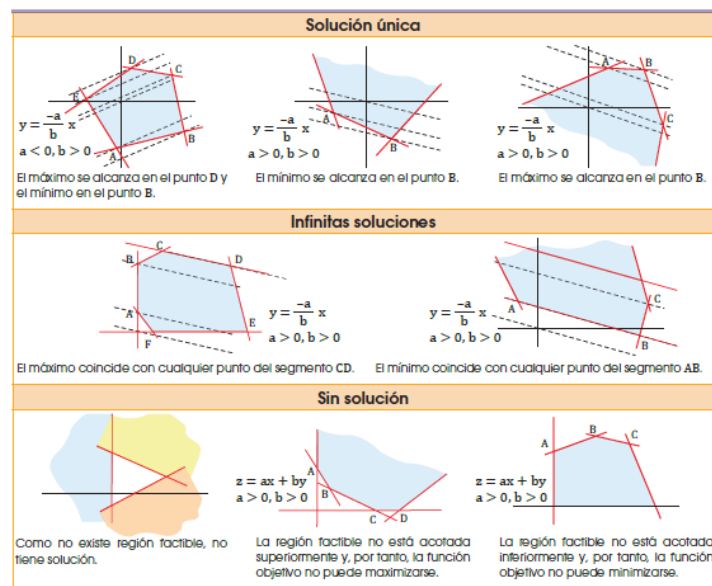 Solución única
D
C
E
B
A
y = -a/b x
a < 0, b > 0
El máximo se alcanza en el punto D y
el mínimo en el punto B.
A
B
y = -a/b x
a > 0, b > 0
El mínimo se alcanza en el punto B.
A
B
C
y = -a/b x
a > 0, b > 0
El máximo se alcanza en el punto B.
Infinitas soluciones
C
B
D
A
E
F
y = -a/b x
a > 0, b > 0
El máximo coincide con cualquier punto del segmento CD.
A
C
B
y = -a/b x
a > 0, b > 0
El mínimo coincide con cualquier punto del segmento AB.
Sin solución
Como no existe región factible, no
tiene solución.
A
B
C
D
z = ax + by
a > 0, b > 0
La región factible no está acotada
superiormente y, por tanto, la función
objetivo no puede maximizarse.
B
A
C
z = ax + by
a > 0, b > 0
La región factible no está acotada
inferiormente y, por tanto, la función
objetivo no puede minimizarse.